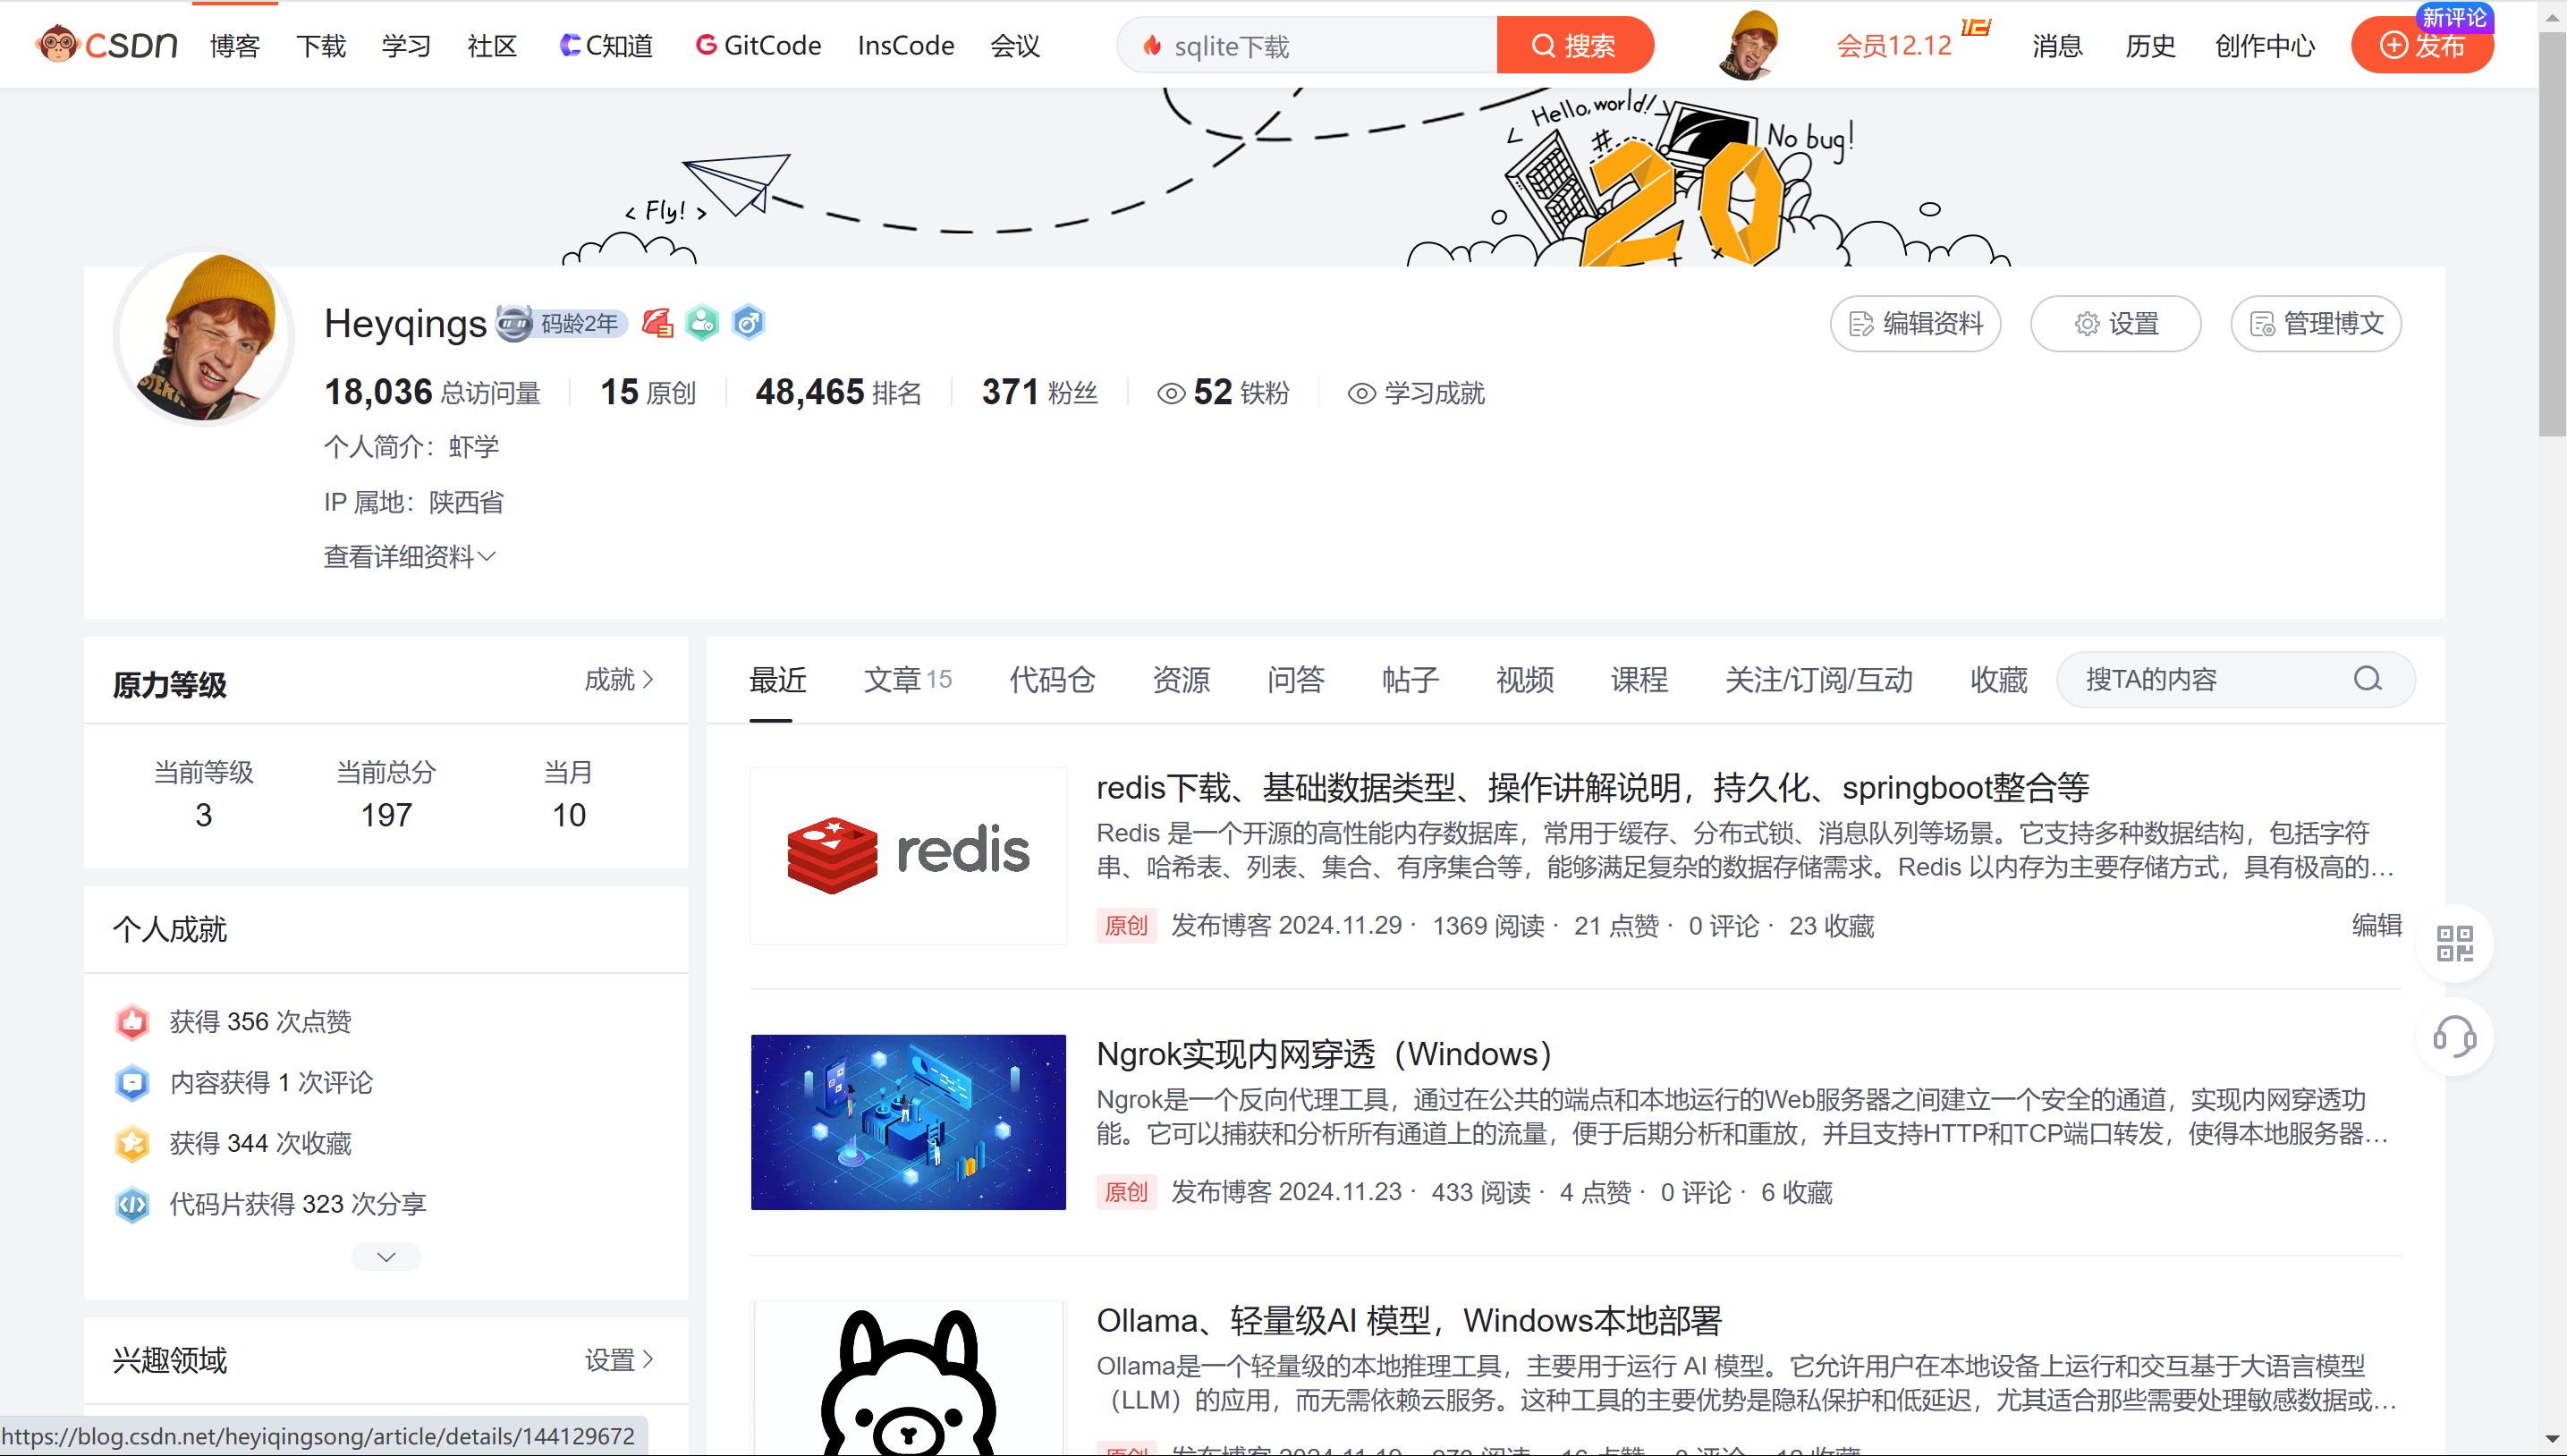 CSDN 博客 下载 学习 社区 C知道 GitCode InsCode 会议 sqlite下载 搜索 会员12.12 消息 历史 创作中心 发布 新评论
< Hello,world! >
No bug!
#
< Fly! >
20
Heyqings 码龄2年
编辑资料 设置 管理博文
18,036 总访问量 15 原创 48,465 排名 371 粉丝 52 铁粉 学习成就
个人简介：虾学
IP 属地：陕西省
查看详细资料
原力等级 成就
当前等级 当前总分 当月
3 197 10
个人成就
获得 356 次点赞
内容获得 1 次评论
获得 344 次收藏
代码片获得 323 次分享
兴趣领域 设置
最近 文章 15 代码仓 资源 问答 帖子 视频 课程 关注/订阅/互动 收藏 搜TA的内容
redis
redis下载、基础数据类型、操作讲解说明，持久化、springboot整合等
Redis 是一个开源的高性能内存数据库，常用于缓存、分布式锁、消息队列等场景。它支持多种数据结构，包括字符
串、哈希表、列表、集合、有序集合等，能够满足复杂的数据存储需求。Redis 以内存为主要存储方式，具有极高的…
原创 发布博客 2024.11.29 · 1369 阅读 · 21 点赞 · 0 评论 · 23 收藏 编辑
Ngrok实现内网穿透（Windows）
Ngrok是一个反向代理工具，通过在公共的端点和本地运行的Web服务器之间建立一个安全的通道，实现内网穿透功
能。它可以捕获和分析所有通道上的流量，便于后期分析和重放，并且支持HTTP和TCP端口转发，使得本地服务器…
原创 发布博客 2024.11.23 · 433 阅读 · 4 点赞 · 0 评论 · 6 收藏
Ollama、轻量级AI 模型，Windows本地部署
Ollama是一个轻量级的本地推理工具，主要用于运行 AI 模型。它允许用户在本地设备上运行和交互基于大语言模型
（LLM）的应用，而无需依赖云服务。这种工具的主要优势是隐私保护和低延迟，尤其适合那些需要处理敏感数据或…
https://blog.csdn.net/heyiqingsong/article/details/144129672